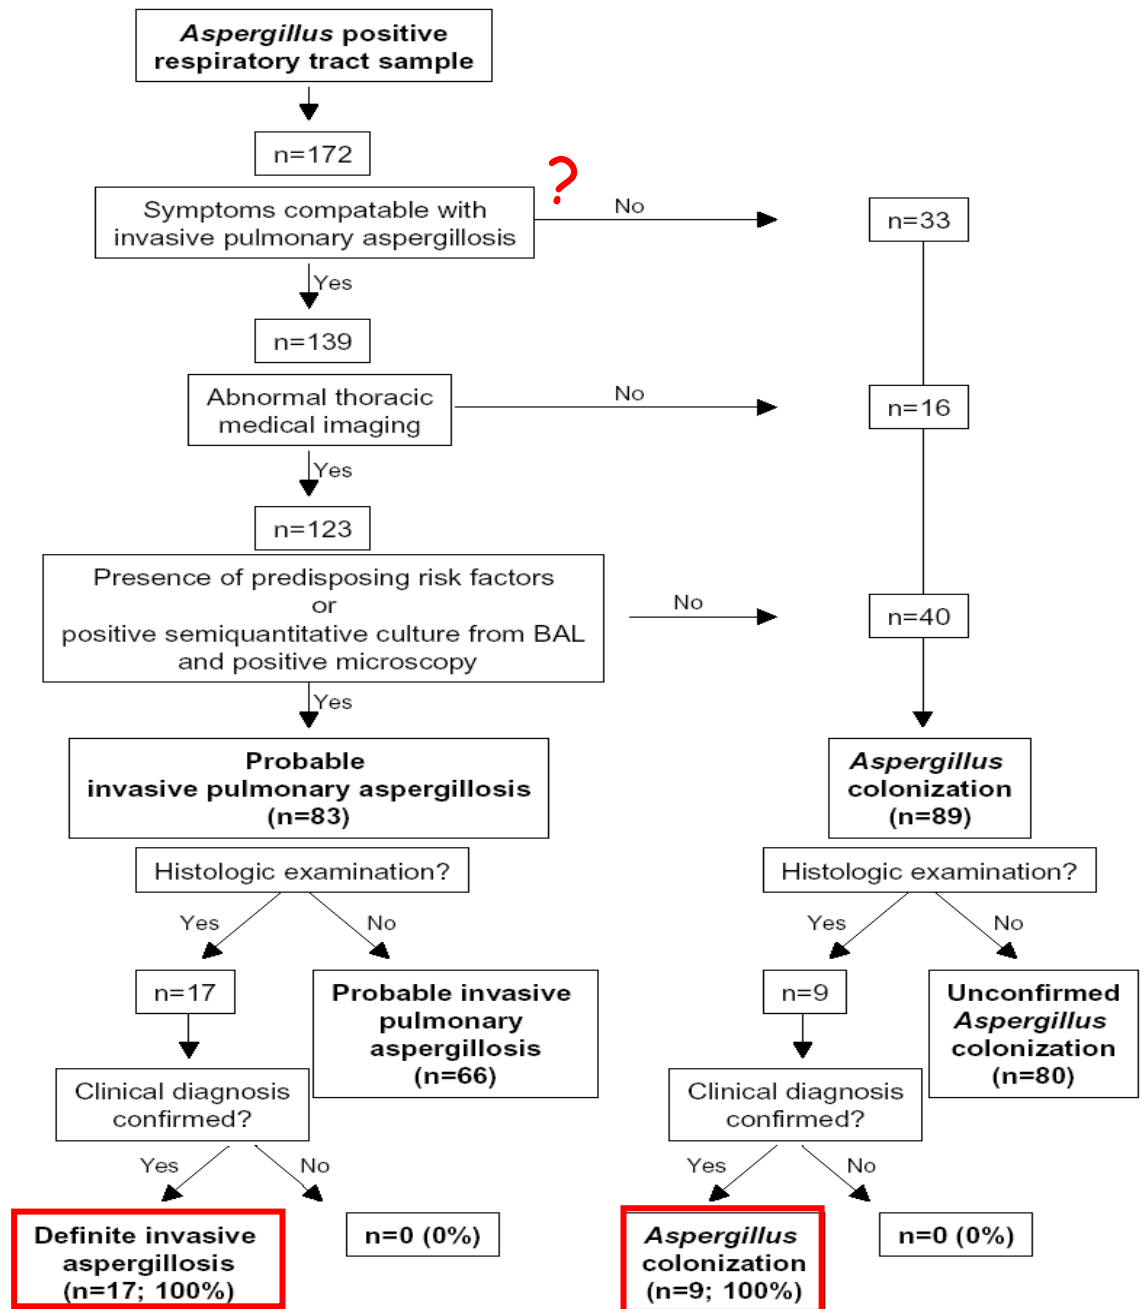 Aspergillus positive
respiratory tract sample
n=172
?
Symptoms compatable with
invasive pulmonary aspergillosis
No
n=33
Yes
n=139
Abnormal thoracic
medical imaging
No
n=16
Yes
n=123
Presence of predisposing risk factors
or
positive semiquantitative culture from BAL
and positive microscopy
No
n=40
Yes
Probable
invasive pulmonary aspergillosis
(n=83)
Aspergillus
colonization
(n=89)
Histologic examination?
Yes
No
n=17
Probable invasive
pulmonary
aspergillosis
(n=66)
Clinical diagnosis
confirmed?
Yes
No
Definite invasive
aspergillosis
(n=17; 100%)
n=0 (0%)
Histologic examination?
Yes
No
n=9
Unconfirmed
Aspergillus
colonization
(n=80)
Clinical diagnosis
confirmed?
Yes
No
Aspergillus
colonization
(n=9; 100%)
n=0 (0%)